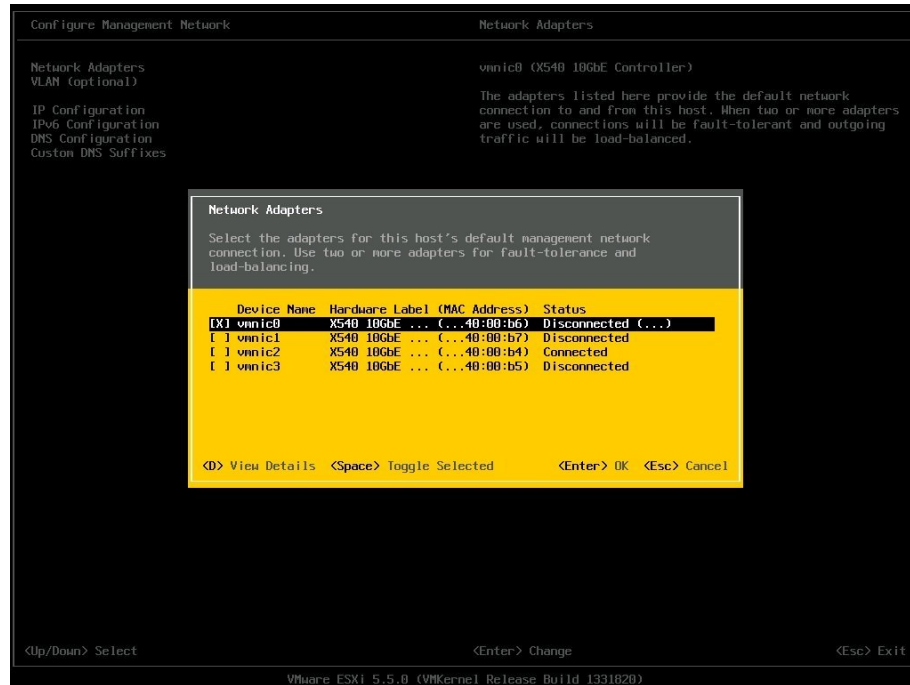 Configure Management Network
Network Adapters
Network Adapters
VLAN (optional)
IP Configuration
IPv6 Configuration
DNS Configuration
Custom DNS Suffixes
vmnic0 (X540 10GbE Controller)
The adapters listed here provide the default network
connection to and from this host. When two or more adapters
are used, connections will be fault-tolerant and outgoing
traffic will be load-balanced.
Network Adapters
Select the adapters for this host's default management network
connection. Use two or more adapters for fault-tolerance and
load-balancing.
Device Name Hardware Label (MAC Address) Status
[X] vmnic0 X540 10GbE ... (...40:00:b6) Disconnected (...)
[ ] vmnic1 X540 10GbE ... (...40:00:b7) Disconnected
[ ] vmnic2 X540 10GbE ... (...40:00:b4) Connected
[ ] vmnic3 X540 10GbE ... (...40:00:b5) Disconnected
<D> View Details <Space> Toggle Selected <Enter> OK <Esc> Cancel
<Up/Down> Select <Enter> Change <Esc> Exit
VMware ESXi 5.5.0 (VMKernel Release Build 1331820)